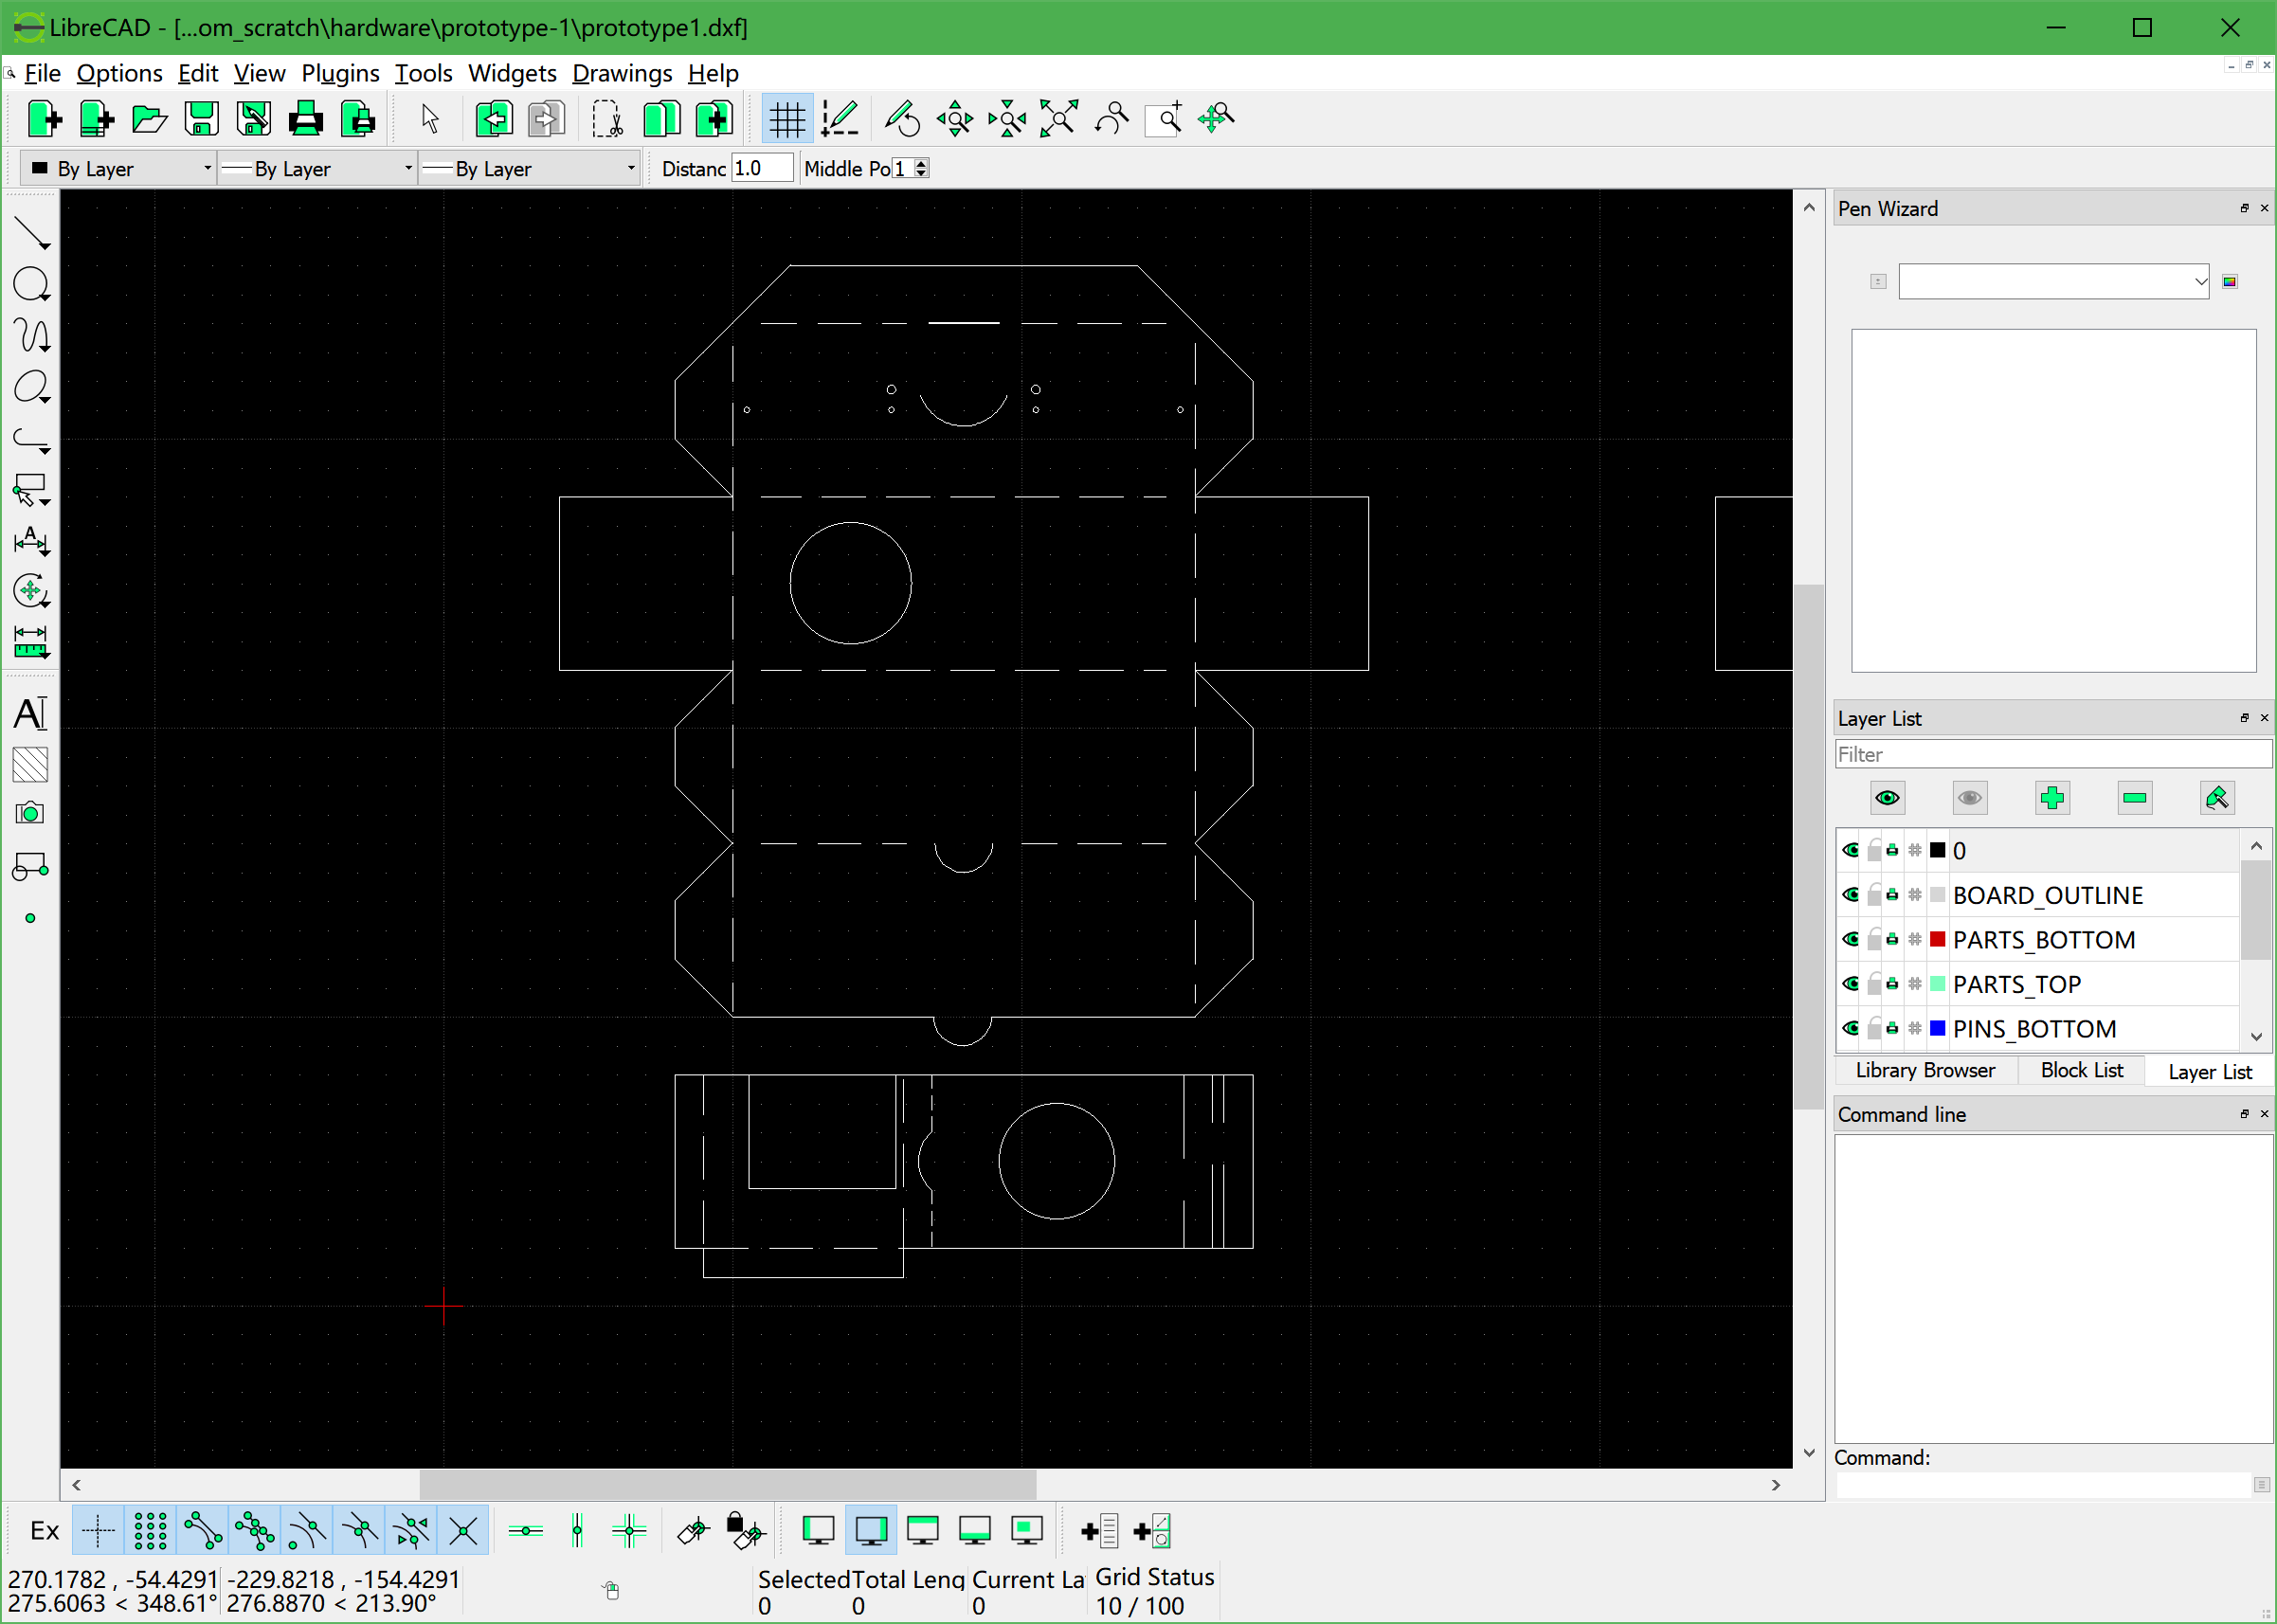 LibreCAD - [...om_scratch\hardware\prototype-1\prototype1.dxf]
File Options Edit View Plugins Tools Widgets Drawings Help
By Layer By Layer By Layer Distanc 1.0 Middle Po 1
Pen Wizard
Layer List
Filter
0
BOARD_OUTLINE
PARTS_BOTTOM
PARTS_TOP
PINS_BOTTOM
Library Browser Block List Layer List
Command line
Command:
Ex
270.1782 , -54.4291 -229.8218 , -154.4291 Selected Total Leng Current La Grid Status
275.6063 < 348.61° 276.8870 < 213.90° 0 0 0 10 / 100